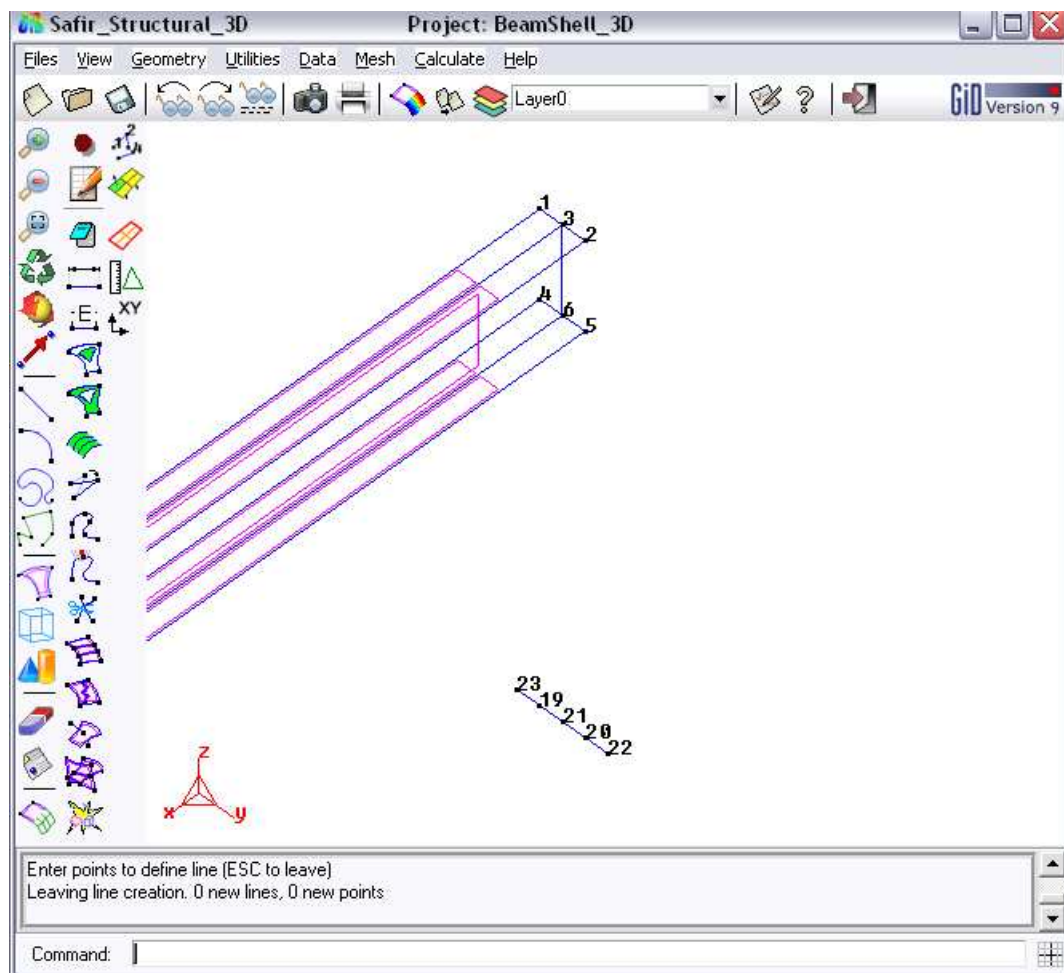 Safir_Structural_3D Project: BeamShell_3D
Files View Geometry Utilities Data Mesh Calculate Help
Layer0 ? GiD Version 9
1
3
2
4
6
5
E
XY
23
19
21
20
22
z
x y
Enter points to define line (ESC to leave)
Leaving line creation. 0 new lines, 0 new points
Command: